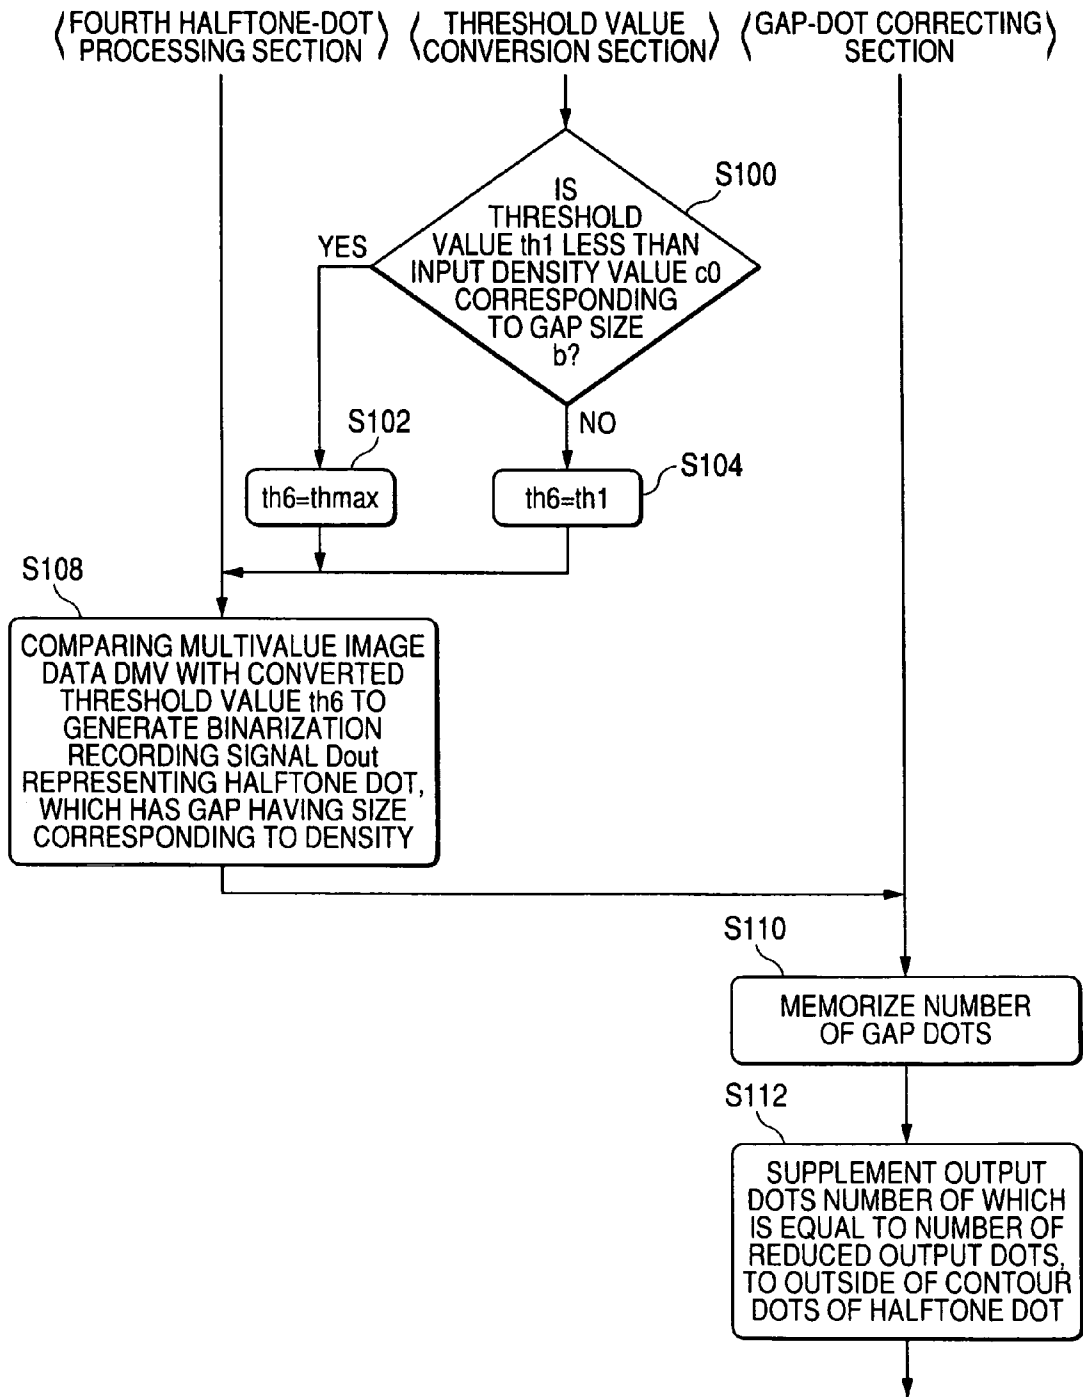 〈FOURTH HALFTONE-DOT
PROCESSING SECTION〉
〈THRESHOLD VALUE
CONVERSION SECTION〉
〈GAP-DOT CORRECTING
SECTION〉
S100
IS
THRESHOLD
VALUE th1 LESS THAN
INPUT DENSITY VALUE c0
CORRESPONDING
TO GAP SIZE
b?
YES
NO
S102
th6=thmax
S104
th6=th1
S108
COMPARING MULTIVALUE IMAGE
DATA DMV WITH CONVERTED
THRESHOLD VALUE th6 TO
GENERATE BINARIZATION
RECORDING SIGNAL Dout
REPRESENTING HALFTONE DOT,
WHICH HAS GAP HAVING SIZE
CORRESPONDING TO DENSITY
S110
MEMORIZE NUMBER
OF GAP DOTS
S112
SUPPLEMENT OUTPUT
DOTS NUMBER OF WHICH
IS EQUAL TO NUMBER OF
REDUCED OUTPUT DOTS,
TO OUTSIDE OF CONTOUR
DOTS OF HALFTONE DOT